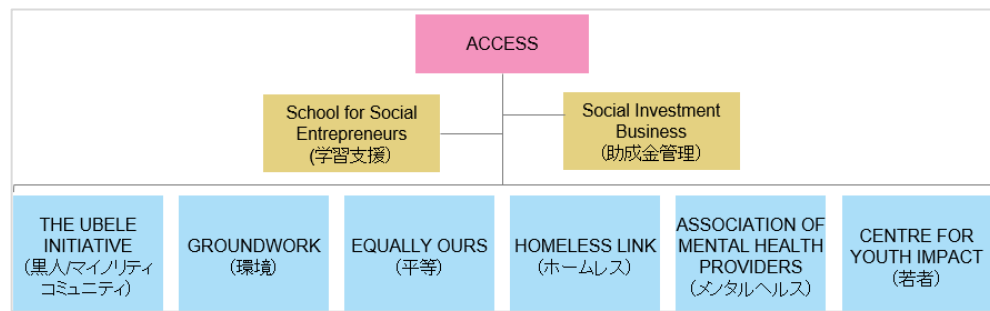 ACCESS
School for Social
Entrepreneurs
(学習支援）
Social Investment
Business
（助成金管理）
THE UBELE
INITIATIVE
（黒人/マイノリティ
コミュニティ）
GROUNDWORK
（環境）
EQUALLY OURS
（平等）
HOMELESS LINK
（ホームレス）
ASSOCIATION OF
MENTAL HEALTH
PROVIDERS
（メンタルヘルス）
CENTRE FOR
YOUTH IMPACT
（若者）